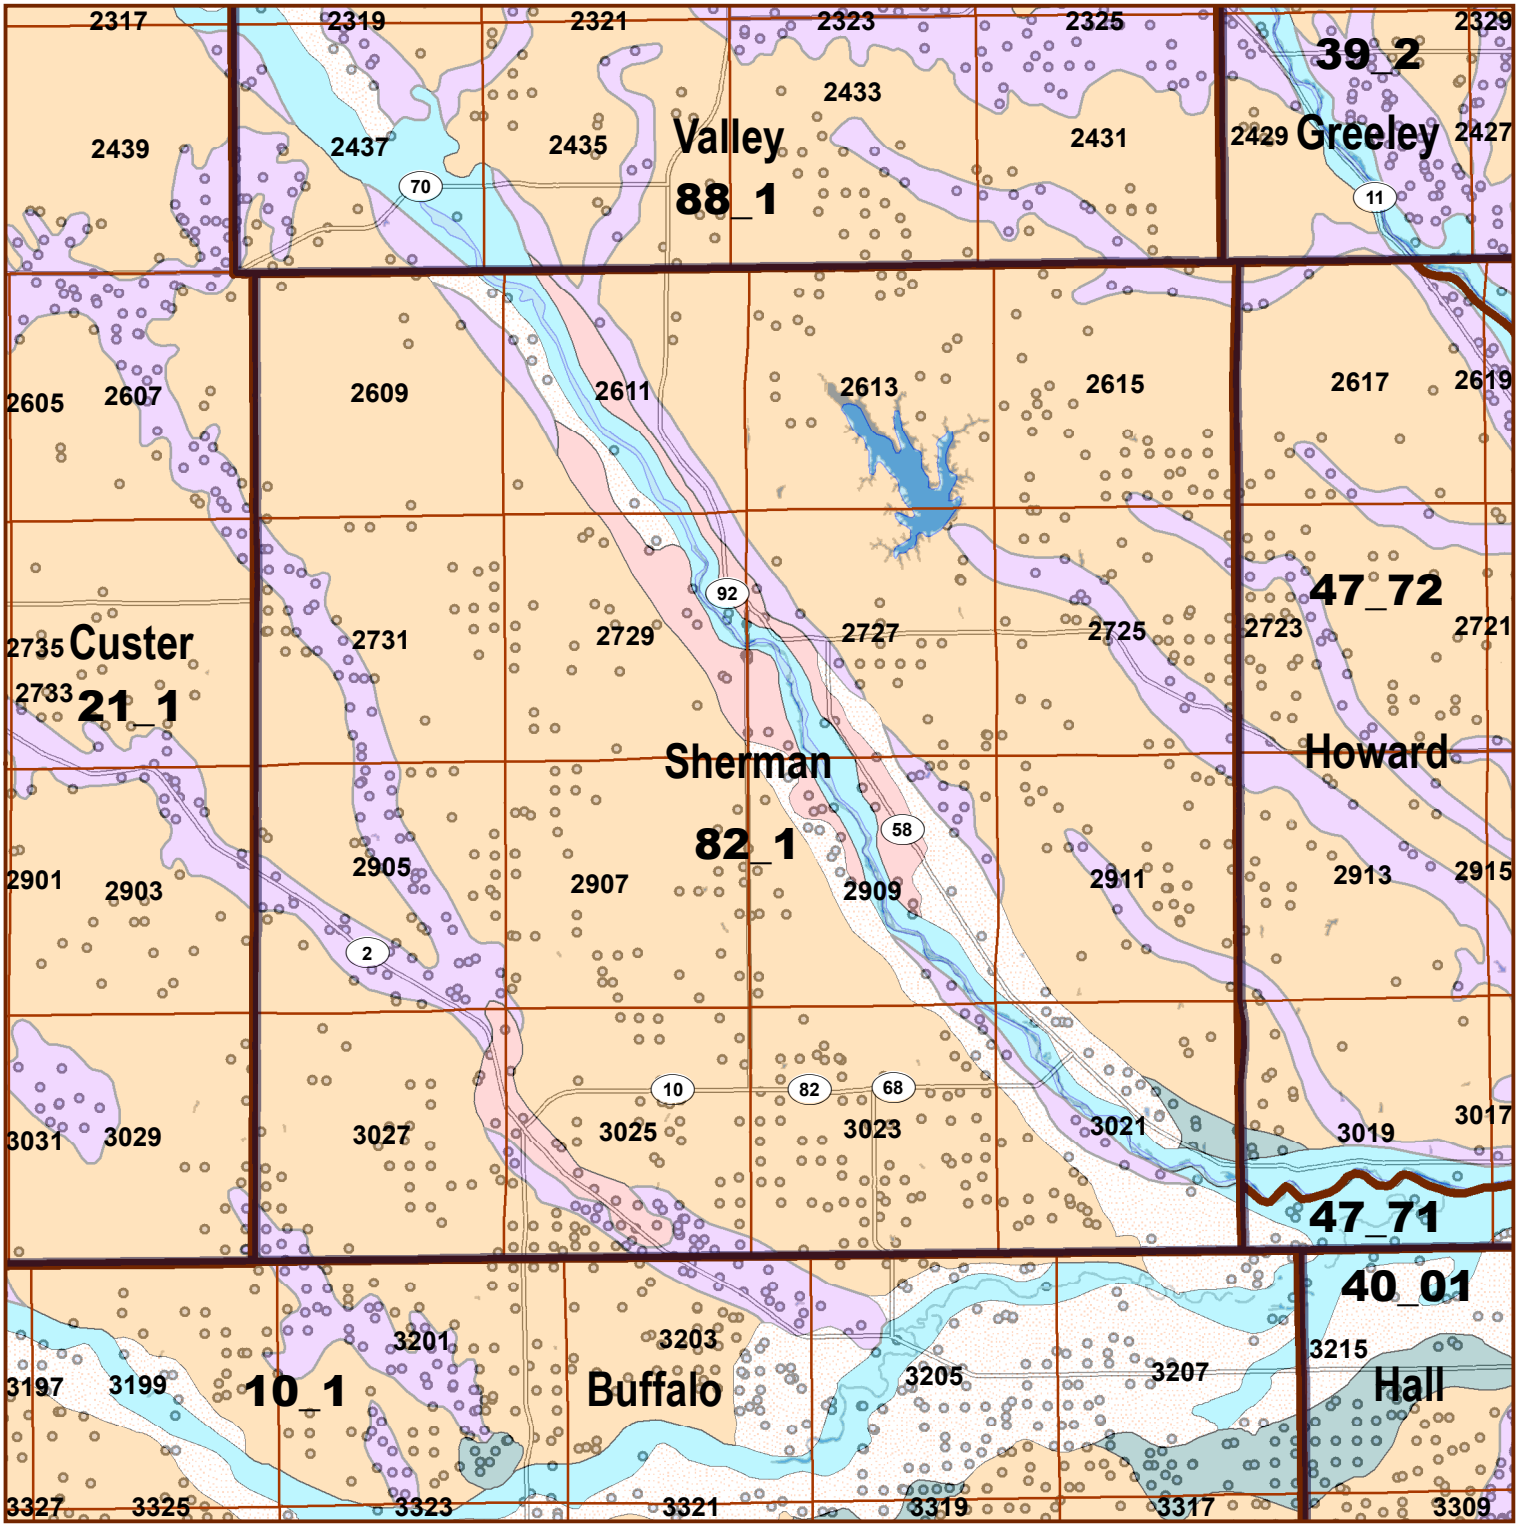 2317 2319 2321 2323 2325 2329
39_2
2433
2439 2437 2435 Valley 2431 2429 Greeley 2427
70 88_1 11
2605 2607 2609 2611 2613 2615 2617 2619
92 47_72
2735 Custer 2731 2729 2727 2725 2723 2721
2733 21_1
Sherman Howard
82_1 58
2901 2903 2905 2907 2909 2911 2913 2915
2
10 82 68
3031 3029 3027 3025 3023 3021 3019 3017
47_71
40_01
3201 3203 3215
3197 3199 10_1 Buffalo 3205 3207 Hall
3327 3325 3323 3321 3319 3317 3309